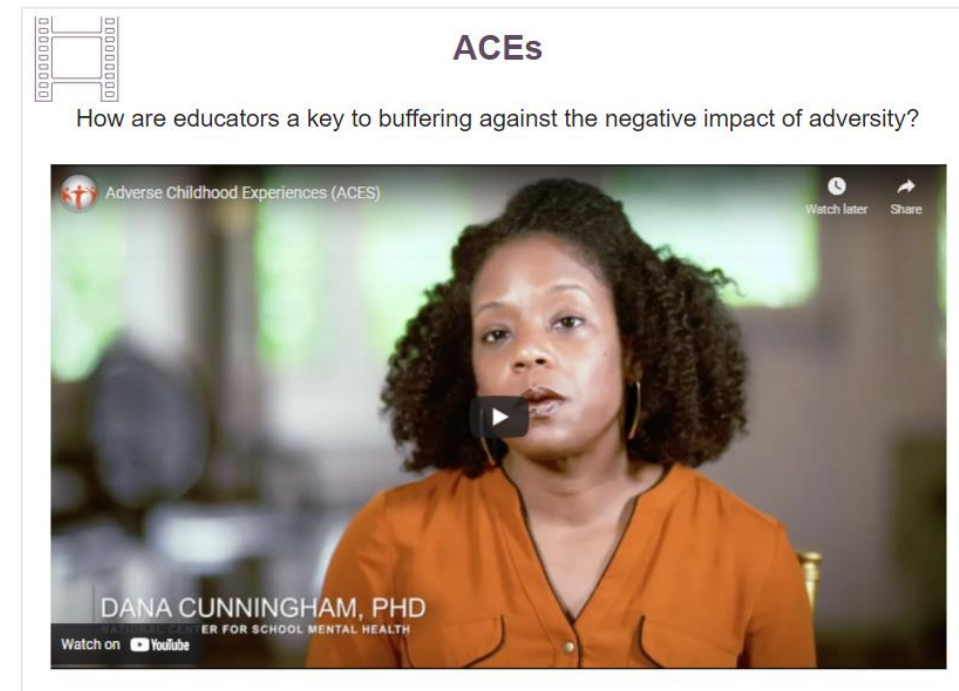 ACEs
How are educators a key to buffering against the negative impact of adversity?
Adverse Childhood Experiences (ACES)
Watch later
Share
DANA CUNNINGHAM, PHD
NATIONAL CENTER FOR SCHOOL MENTAL HEALTH
Watch on YouTube